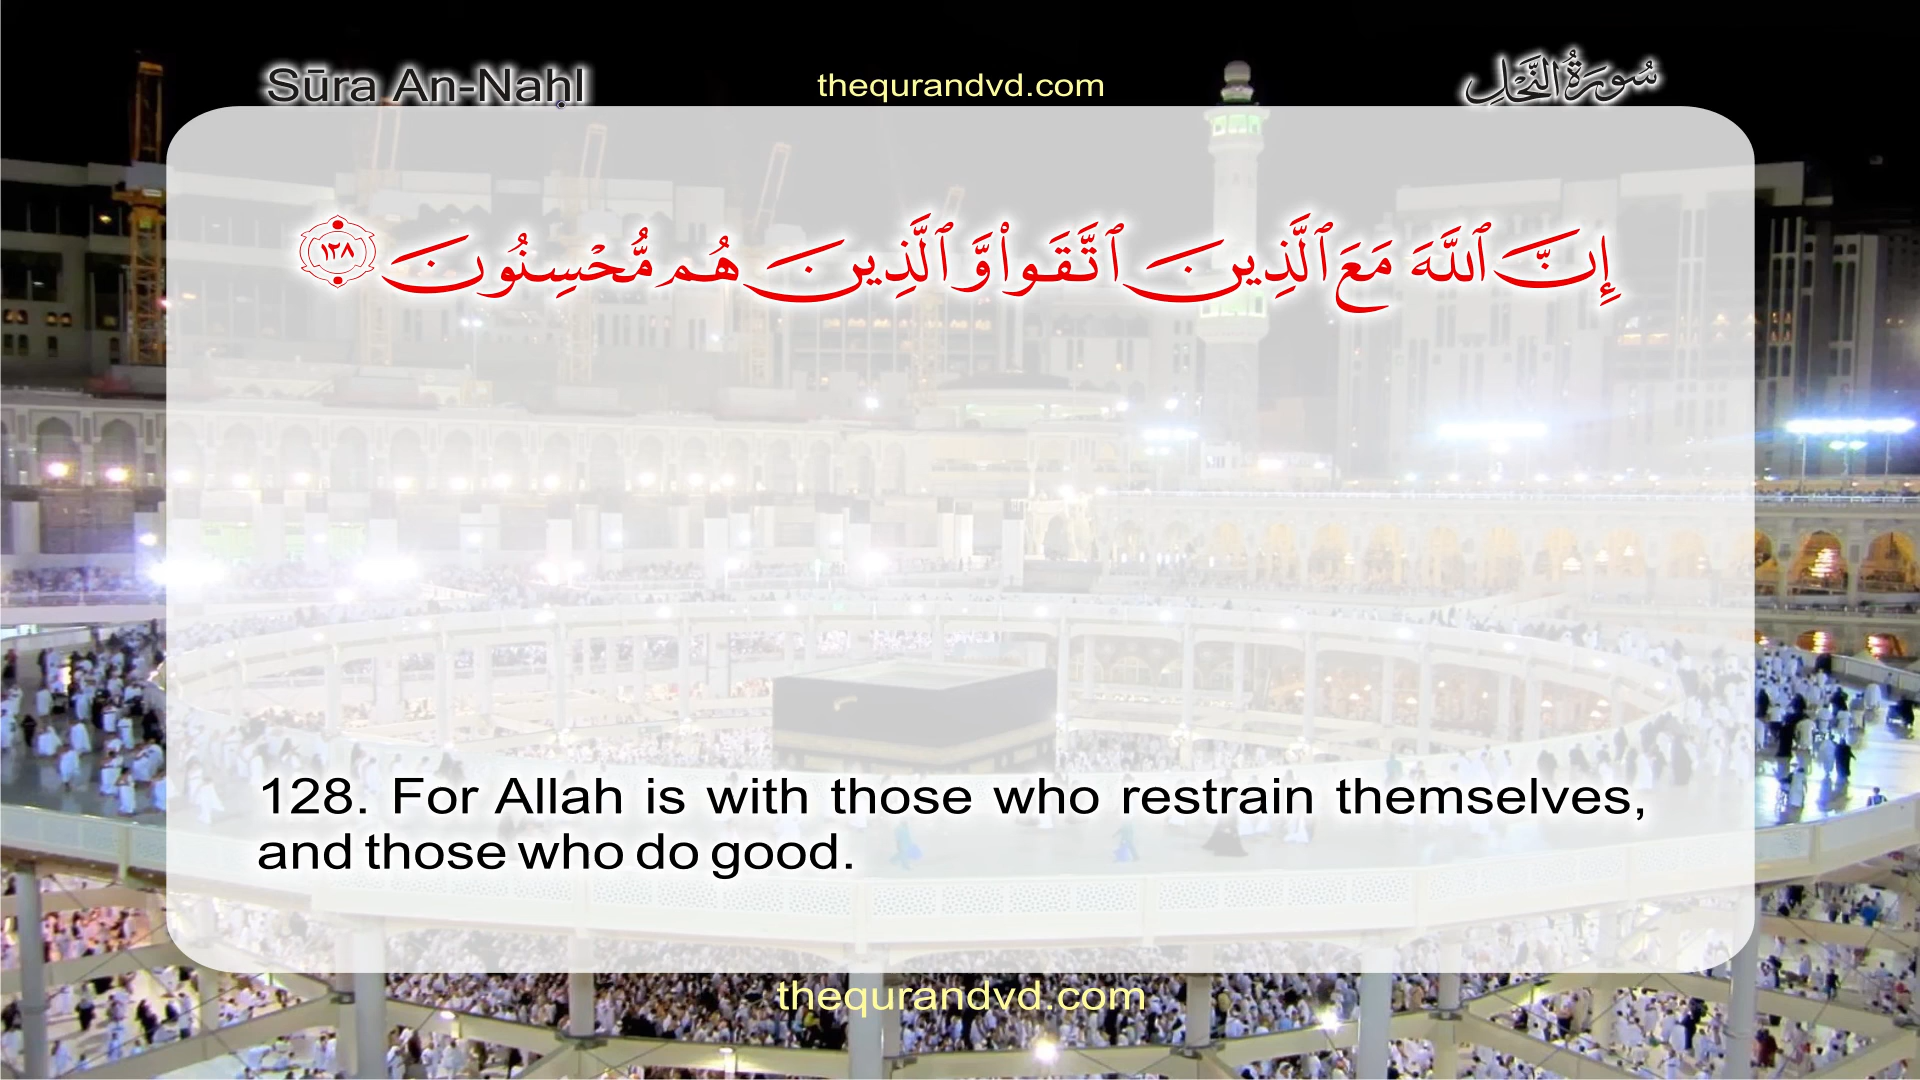 Sūra An-Naḥl
thequrandvd.com
سُورَةُ النَّحْلِ
إِنَّ ٱللَّهَ مَعَ ٱلَّذِينَ ٱتَّقَوا۟ وَّٱلَّذِينَ هُم مُّحْسِنُونَ ١٢٨
128. For Allah is with those who restrain themselves,
and those who do good.
thequrandvd.com